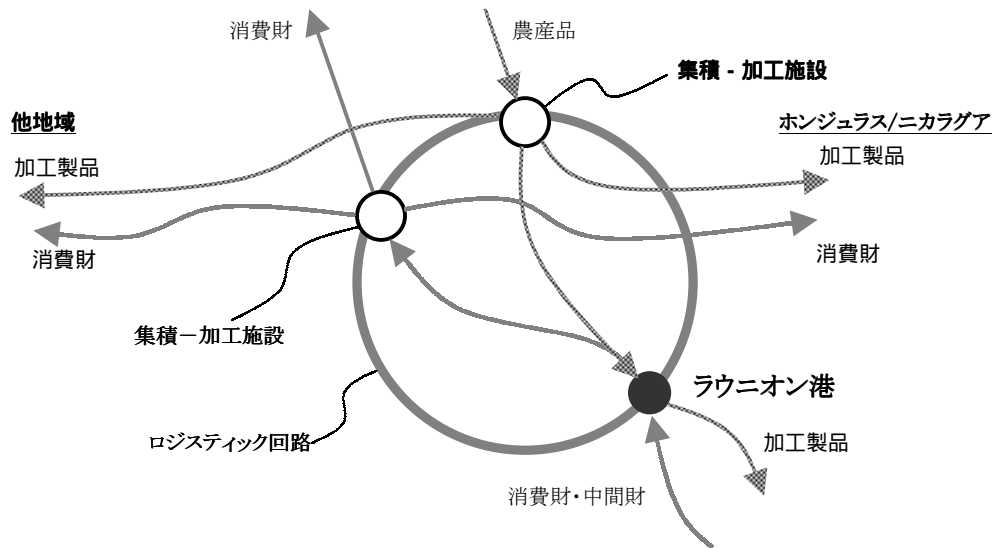 消費財
農産品
集積 - 加工施設
他地域
ホンジュラス/ニカラグア
加工製品
加工製品
消費財
消費財
集積－加工施設
ラウニオン港
ロジスティック回路
加工製品
消費財・中間財